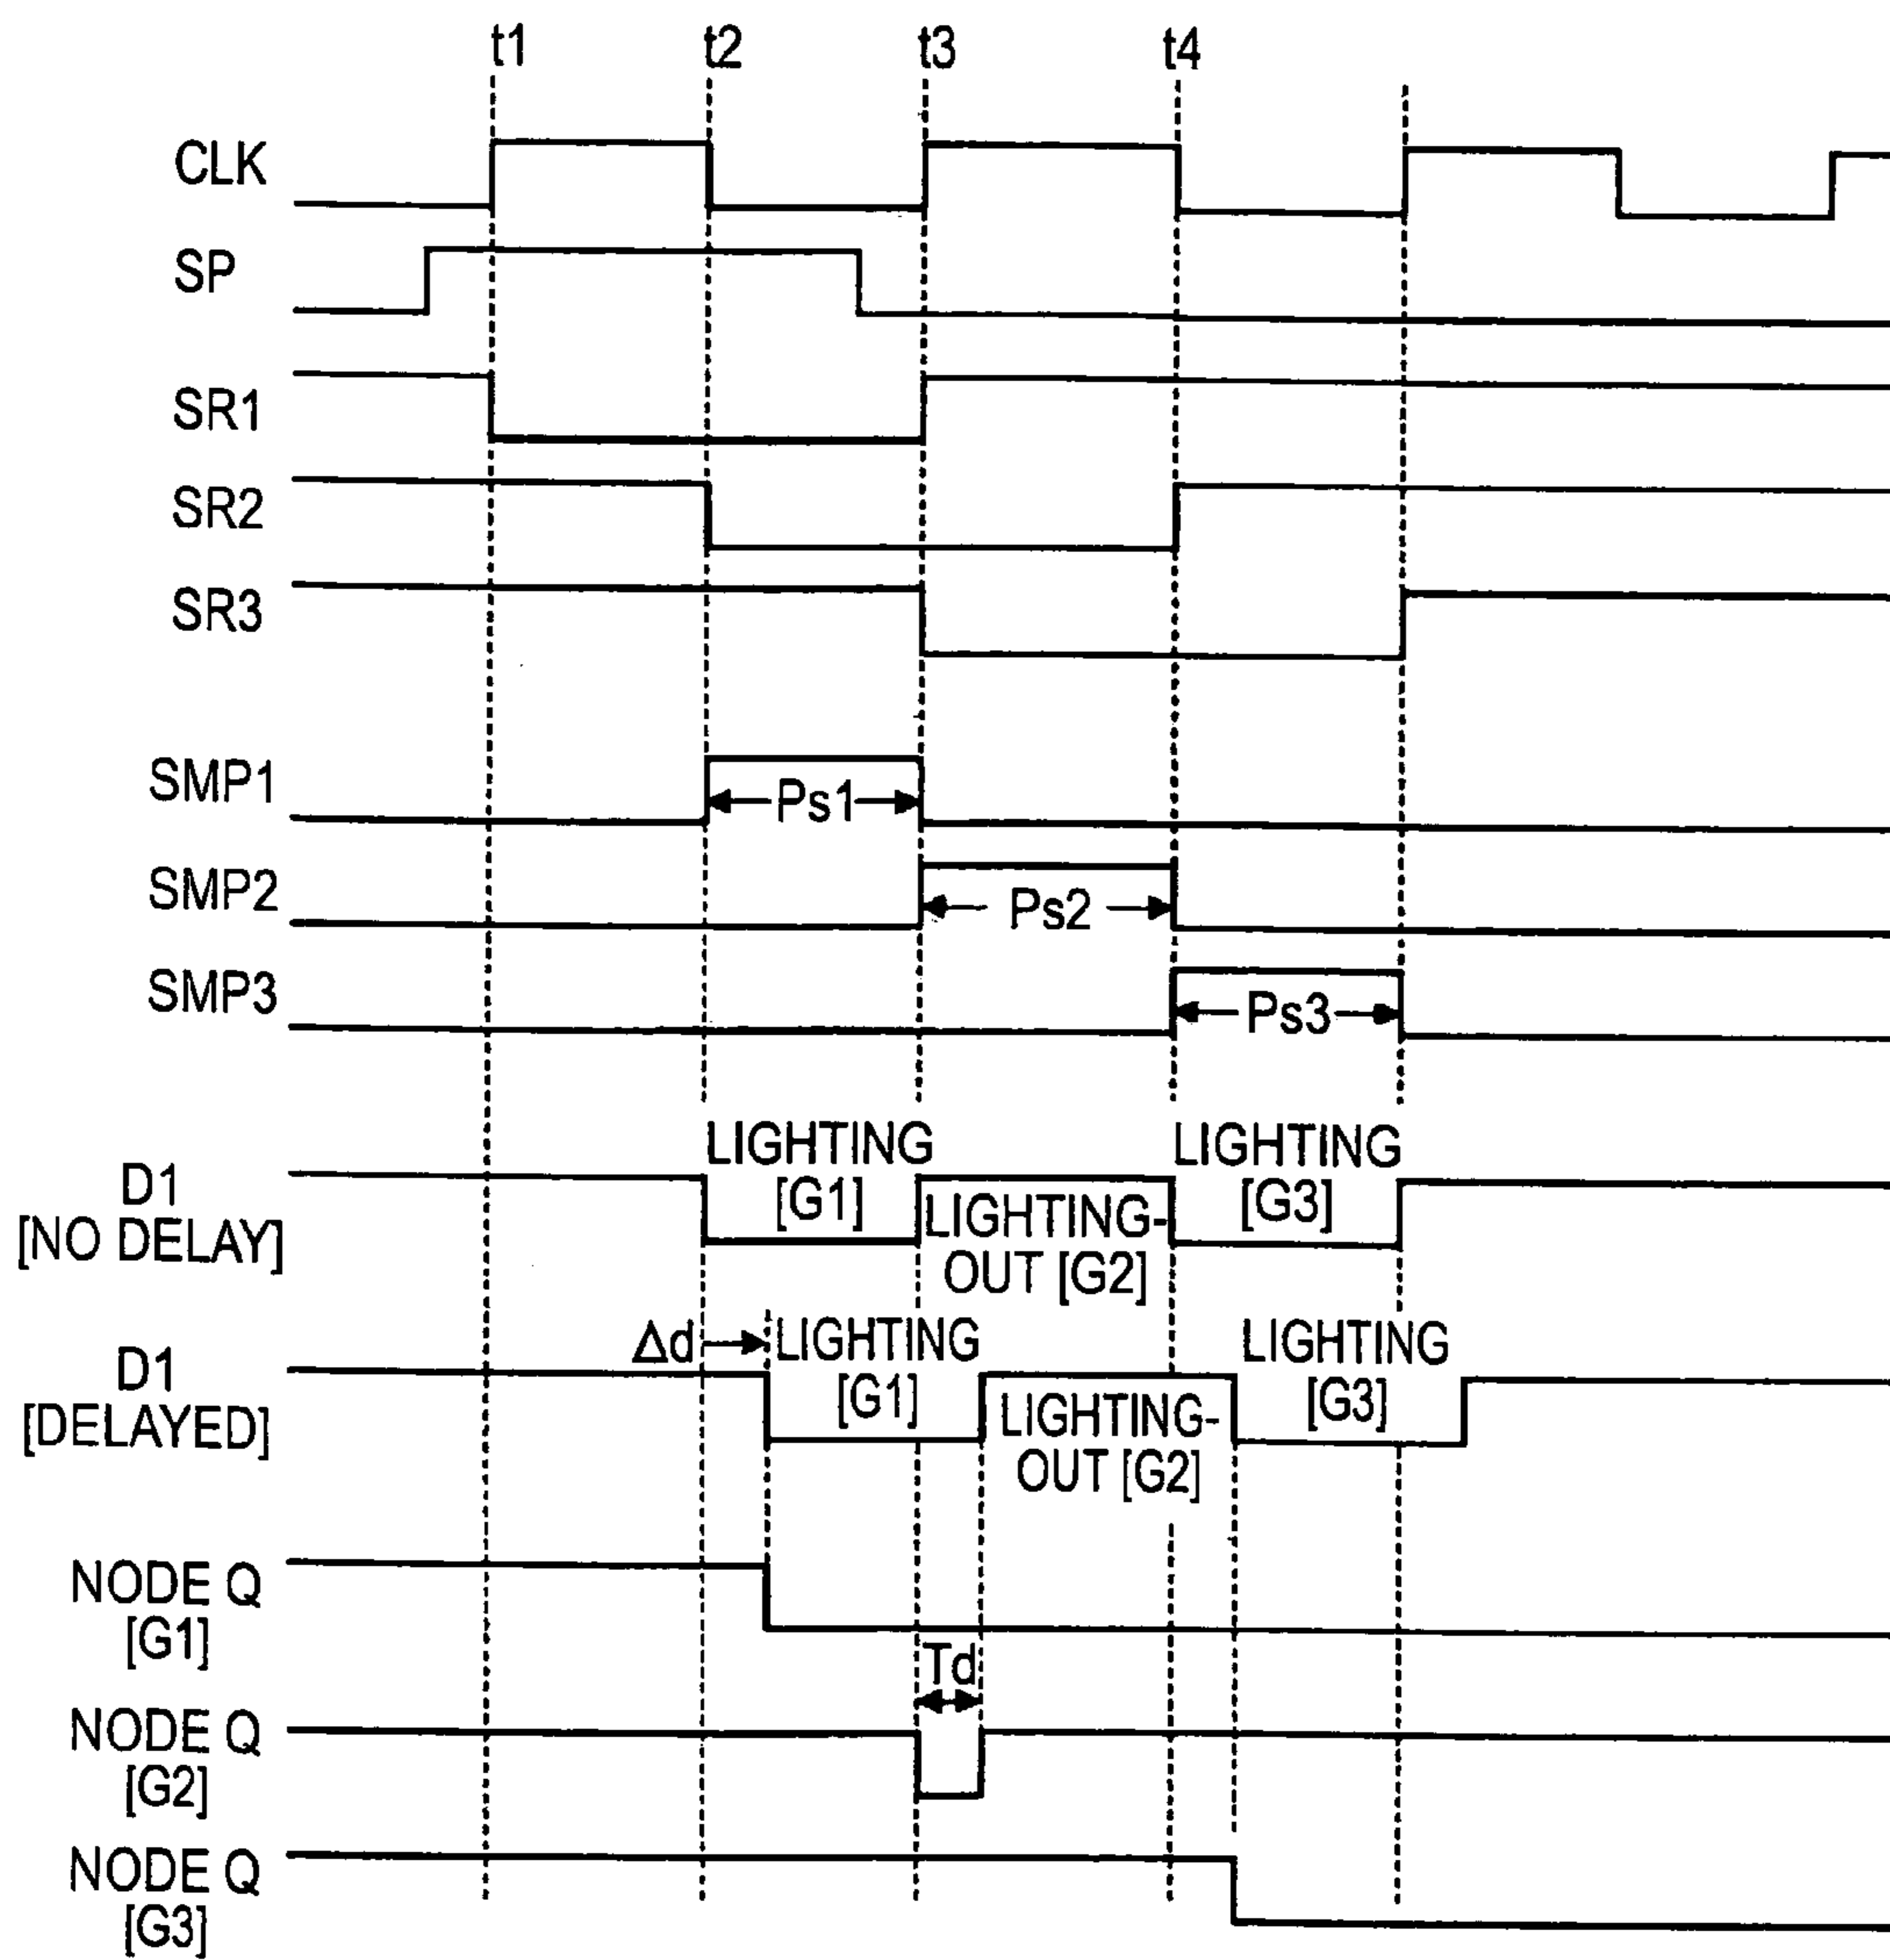 t1 t2 t3 t4
CLK
SP
SR1
SR2
SR3
SMP1
Ps1
SMP2
Ps2
SMP3
Ps3
D1
[NO DELAY]
LIGHTING
[G1]
LIGHTING-
OUT [G2]
LIGHTING
[G3]
D1
[DELAYED]
Δd
LIGHTING
[G1]
LIGHTING-
OUT [G2]
LIGHTING
[G3]
NODE Q
[G1]
Td
NODE Q
[G2]
NODE Q
[G3]